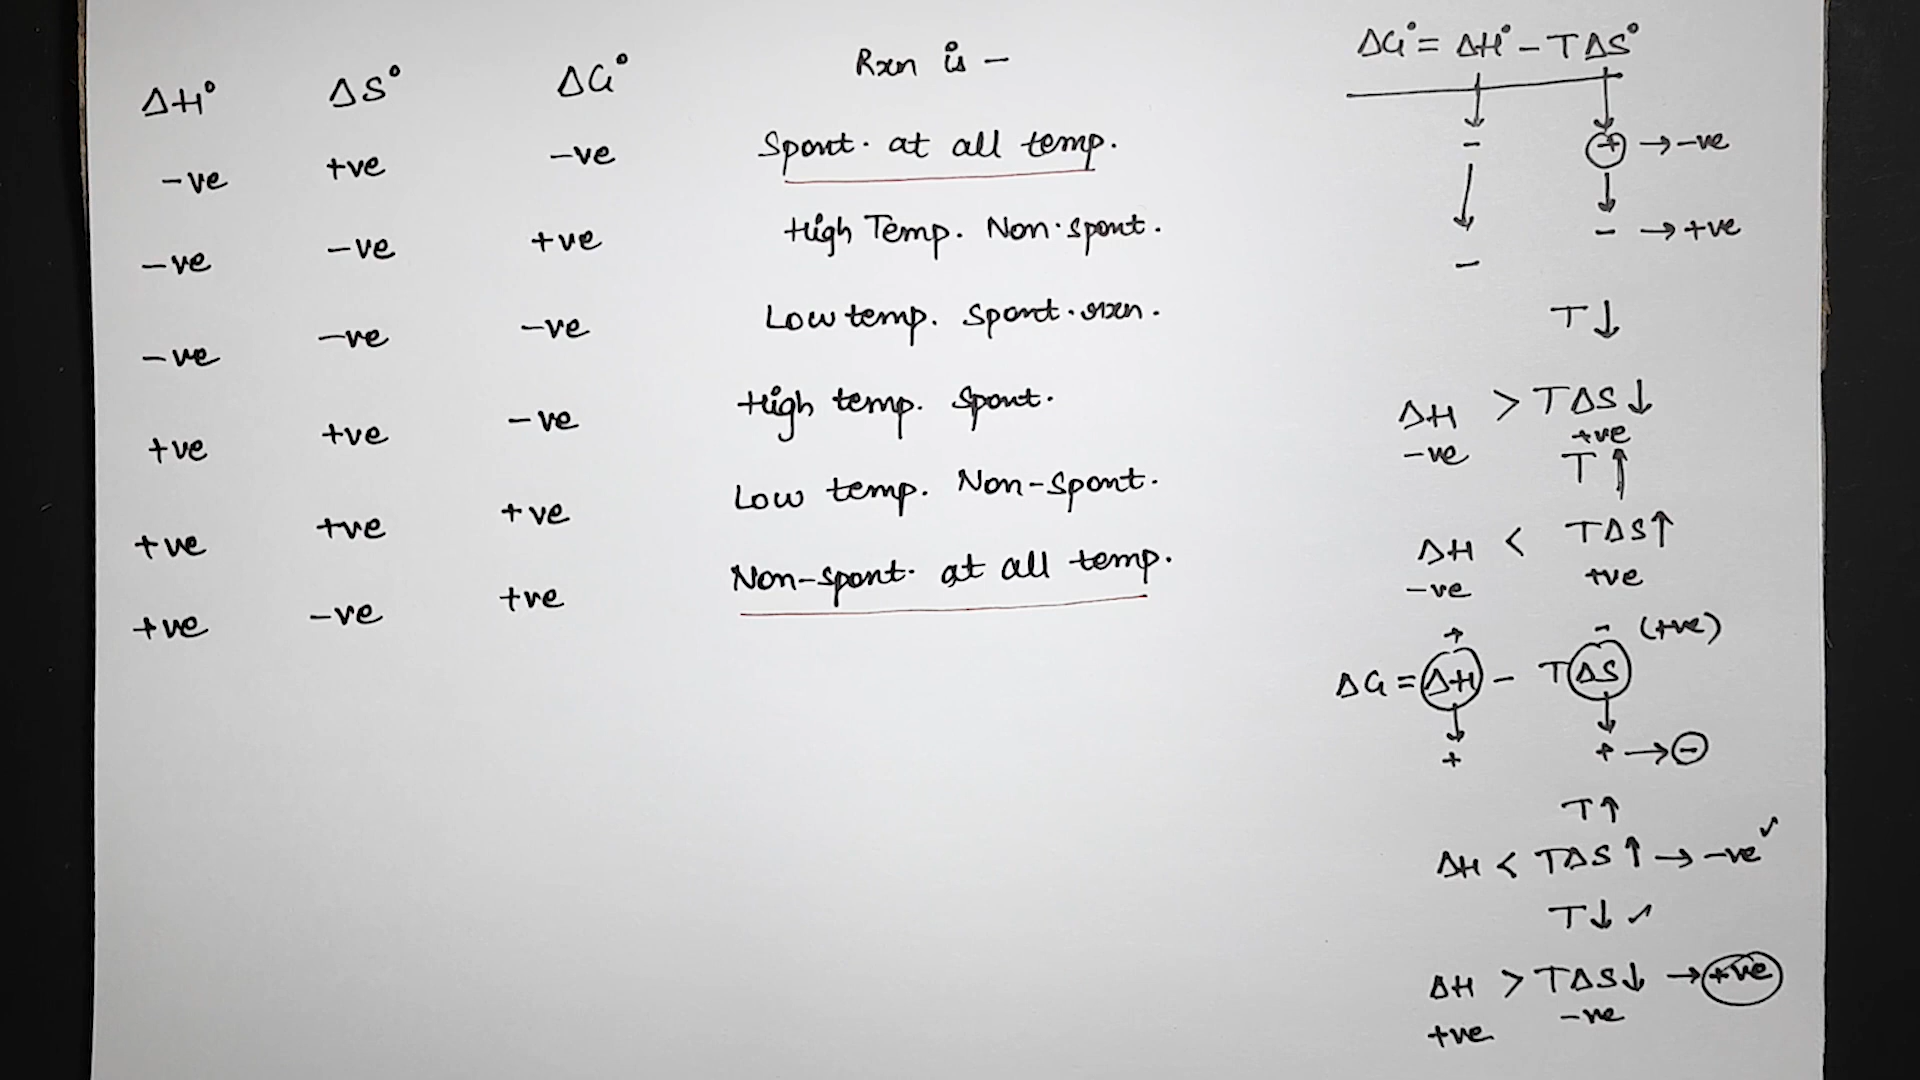 ΔH° ΔS° ΔG° Rxn is –
-ve +ve -ve Spont. at all temp.
-ve -ve +ve High Temp. Non-spont.
-ve -ve -ve Low temp. Spont. rxn.
+ve +ve -ve High temp. Spont.
+ve +ve +ve Low temp. Non-spont.
+ve -ve +ve Non-spont. at all temp.
ΔG° = ΔH° – TΔS°
- + → -ve
- → +ve
-
T↓
ΔH > TΔS↓
-ve +ve
T↑
ΔH < TΔS↑
-ve +ve
+ - (+ve)
ΔG = ΔH – TΔS
+ + → -
T↑
ΔH < TΔS↑ → -ve ✓
T↓ ✓
ΔH > TΔS↓ → +ve
+ve -ve